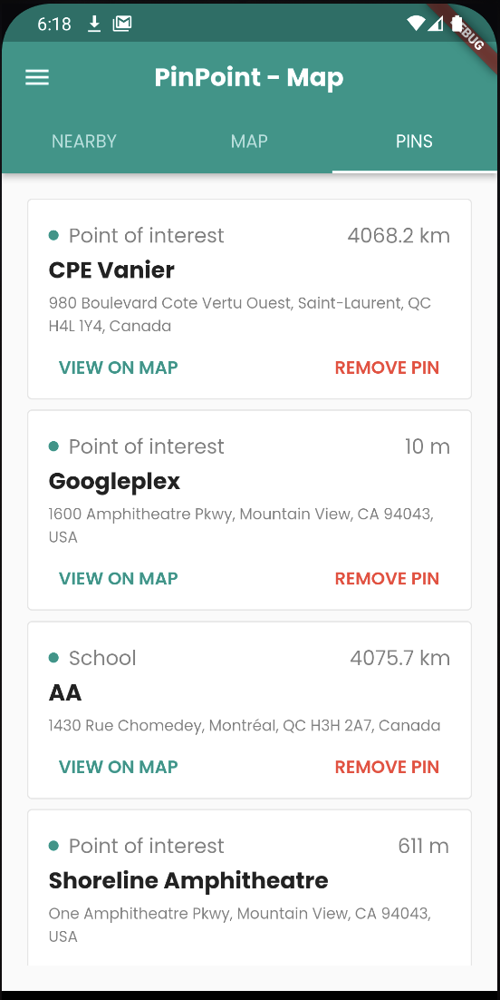 6:18
DEBUG
PinPoint - Map
NEARBY MAP PINS
Point of interest 4068.2 km
CPE Vanier
980 Boulevard Cote Vertu Ouest, Saint-Laurent, QC
H4L 1Y4, Canada
VIEW ON MAP REMOVE PIN
Point of interest 10 m
Googleplex
1600 Amphitheatre Pkwy, Mountain View, CA 94043,
USA
VIEW ON MAP REMOVE PIN
School 4075.7 km
AA
1430 Rue Chomedey, Montréal, QC H3H 2A7, Canada
VIEW ON MAP REMOVE PIN
Point of interest 611 m
Shoreline Amphitheatre
One Amphitheatre Pkwy, Mountain View, CA 94043,
USA